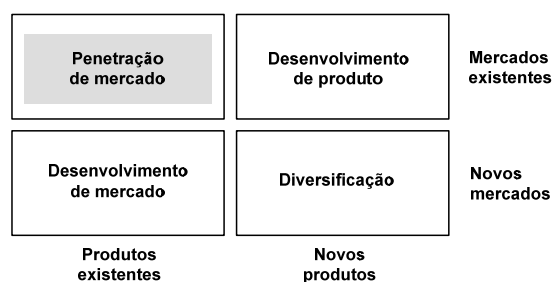 Penetração
de mercado
Desenvolvimento
de produto
Mercados
existentes
Desenvolvimento
de mercado
Diversificação
Novos
mercados
Produtos
existentes
Novos
produtos